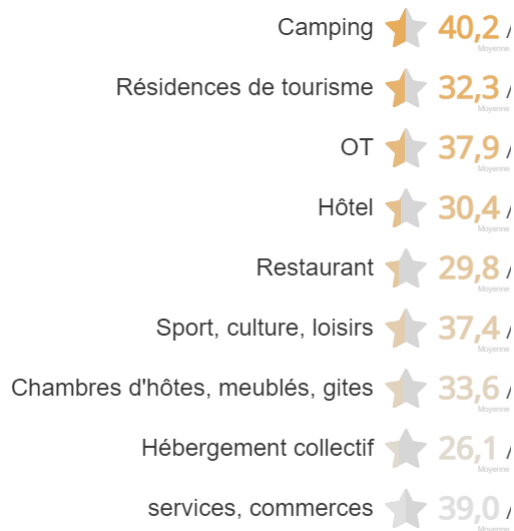 Camping 40,2 /
Moyenne
Résidences de tourisme 32,3 /
Moyenne
OT 37,9 /
Moyenne
Hôtel 30,4 /
Moyenne
Restaurant 29,8 /
Moyenne
Sport, culture, loisirs 37,4 /
Moyenne
Chambres d'hôtes, meublés, gites 33,6 /
Moyenne
Hébergement collectif 26,1 /
Moyenne
services, commerces 39,0 /
Moyenne